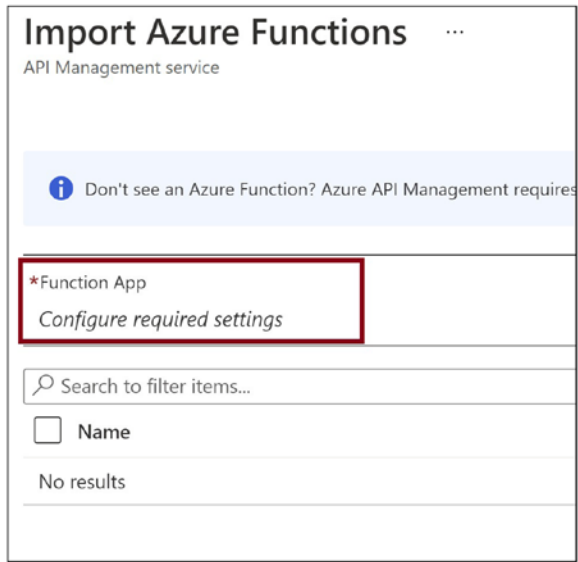 Import Azure Functions ...
API Management service
Don't see an Azure Function? Azure API Management requires
*Function App
Configure required settings
Search to filter items...
Name
No results